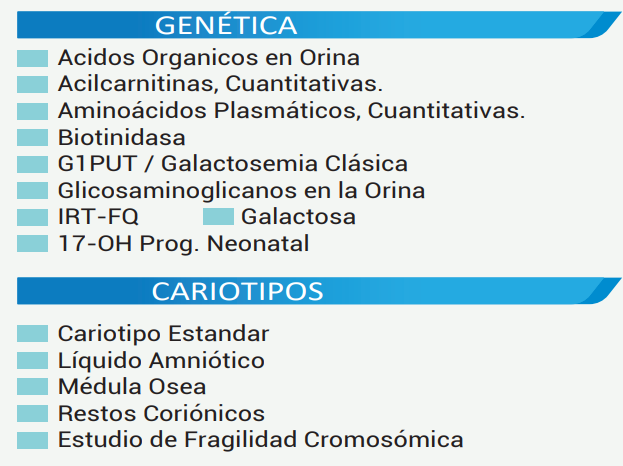 GENÉTICA
Acidos Organicos en Orina
Acilcarnitinas, Cuantitativas.
Aminoácidos Plasmáticos, Cuantitativas.
Biotinidasa
G1PUT / Galactosemia Clásica
Glicosaminoglicanos en la Orina
IRT-FQ Galactosa
17-OH Prog. Neonatal
CARIOTIPOS
Cariotipo Estandar
Líquido Amniótico
Médula Osea
Restos Coriónicos
Estudio de Fragilidad Cromosómica